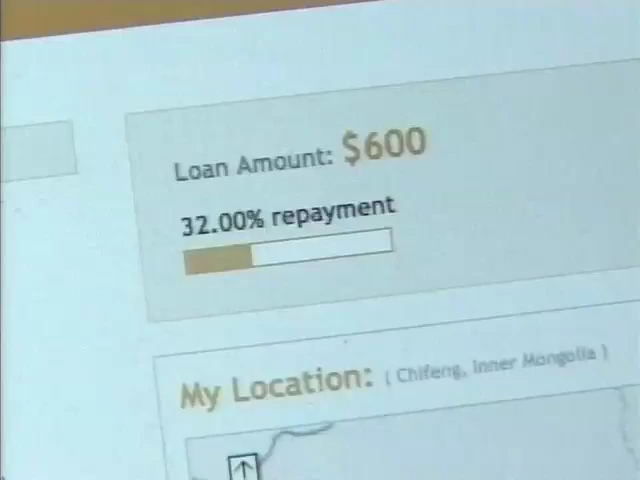 Loan Amount: $600
32.00% repayment
My Location: ( Chifeng, Inner Mongolia )